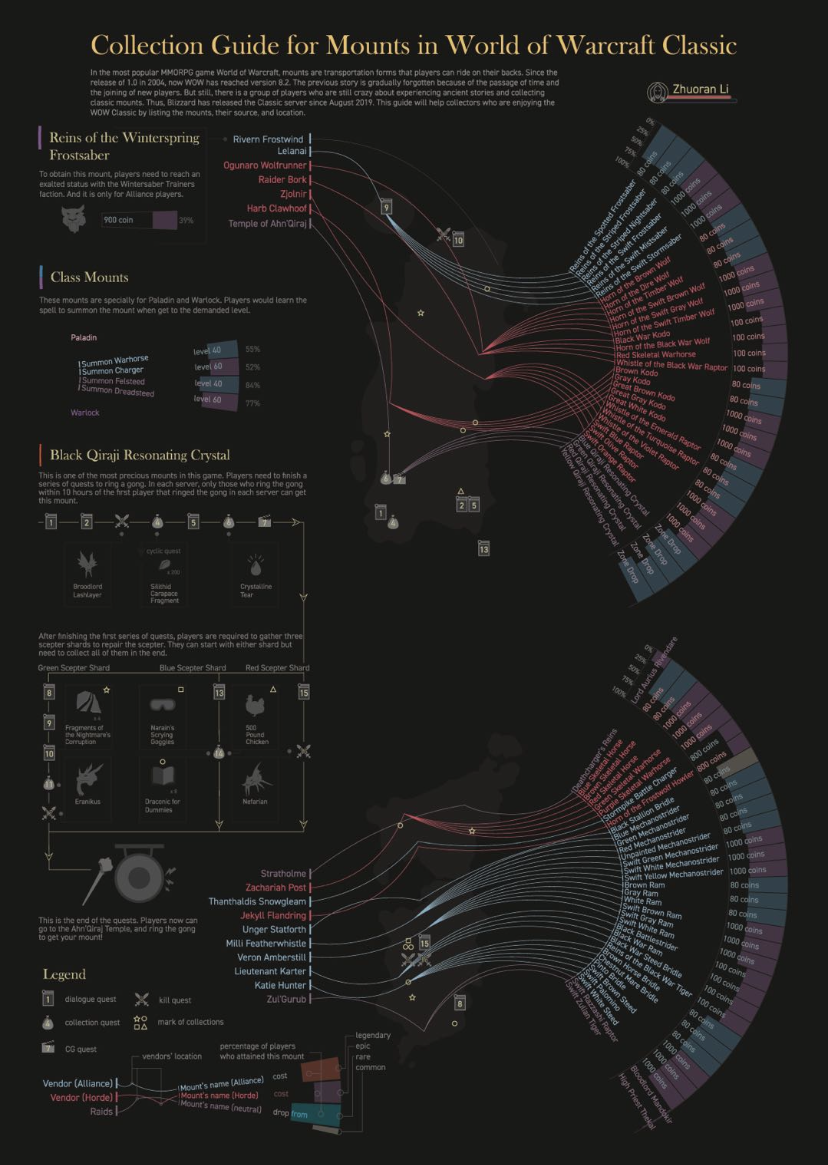 Collection Guide for Mounts in World of Warcraft Classic
In the most popular MMORPG game World of Warcraft, mounts are transportation forms that players can ride on their backs. Since the
release of 1.0 in 2004, now WOW has reached version 8.2. The previous story is gradually forgotten because of the passage of time and
the joining of new players. But still, there is a group of people who are still crazy about experiencing ancient stories and collecting
classic mounts. Thus, Blizzard has released the Classic server since August 2019. This guide will help collectors who are enjoying the
WOW Classic by listing the mounts, their source, and location.
Zhuoran Li
Reins of the Winterspring
Frostsaber
To obtain this mount, players need to reach an
exalted status with the Wintersaber Trainers
faction. And it is only for Alliance players.
900 coin
39%
Rivern Frostwind
Lelanai
Ogunaro Wolfrunner
Raider Bork
Zjolnir
Harb Clawhoof
Temple of Ahn'Qiraj
Class Mounts
These mounts are specially for Paladin and Warlock. Players would learn the
spell to summon the mount when get to the demanded level.
Paladin
Summon Warhorse
Summon Charger
Summon Felsteed
Summon Dreadsteed
Warlock
level 40
55%
level 60
52%
level 40
84%
level 60
77%
Black Qiraji Resonating Crystal
This is one of the most precious mounts in this game. Players need to finish a
series of quests to ring a gong. In each server, only those who ring the gong
within 10 hours of the first player that ringed the gong in each server can get
this mount.
1
2
4
5
7
Broodlord
Lashlayer
cyclic quest
Silithid
Carapace
Fragment
Crystalline
Tear
After finishing the first series of quests, players are required to gather three
scepter shards to repair the scepter. They can start with either shard but
need to collect all of them in the end.
Green Scepter Shard
Blue Scepter Shard
Red Scepter Shard
8
9
10
13
14
15
Fragments of
the Nightmare's
Corruption
Narain's
Scrying
Goggles
500
Pound
Chicken
Eranikus
Draconic for
Dummies
Nefarian
This is the end of the quests. Players now can
go to the Ahn'Qiraj Temple, and ring the gong
to get your mount!
9
10
7
1
4
2
5
13
0%
25%
50%
75%
100%
Reins of the Spotted Frostsaber
Reins of the Striped Frostsaber
Reins of the Striped Nightsaber
Reins of the Swift Frostsaber
Reins of the Swift Mistsaber
Reins of the Swift Stormsaber
Horn of the Brown Wolf
Horn of the Dire Wolf
Horn of the Timber Wolf
Horn of the Swift Brown Wolf
Horn of the Swift Gray Wolf
Horn of the Swift Timber Wolf
Black War Kodo
Horn of the Black War Wolf
Red Skeletal Warhorse
Whistle of the Black War Raptor
Brown Kodo
Gray Kodo
Great Brown Kodo
Great Gray Kodo
Great White Kodo
Whistle of the Emerald Raptor
Whistle of the Turquoise Raptor
Whistle of the Violet Raptor
Swift Blue Raptor
Swift Olive Raptor
Swift Orange Raptor
Blue Qiraji Resonating Crystal
Green Qiraji Resonating Crystal
Red Qiraji Resonating Crystal
Yellow Qiraji Resonating Crystal
80 coins
80 coins
80 coins
1000 coins
1000 coins
1000 coins
80 coins
80 coins
80 coins
1000 coins
1000 coins
1000 coins
100 coins
100 coins
100 coins
100 coins
80 coins
80 coins
1000 coins
1000 coins
1000 coins
80 coins
80 coins
80 coins
1000 coins
1000 coins
1000 coins
Zone Drop
Zone Drop
Zone Drop
Zone Drop
Stratholme
Zachariah Post
Thanthaldis Snowgleam
Jekyll Flandring
Unger Statforth
Milli Featherwhistle
Veron Amberstill
Lieutenant Karter
Katie Hunter
Zul'Gurub
15
8
0%
25%
50%
75%
100%
Deathcharger's Reins
Blue Skeletal Horse
Brown Skeletal Horse
Red Skeletal Horse
Green Skeletal Warhorse
Purple Skeletal Warhorse
Stormpike Battle Charger
Horn of the Frostwolf Howler
Black Stallion Bridle
Blue Mechanostrider
Green Mechanostrider
Red Mechanostrider
Unpainted Mechanostrider
Swift Green Mechanostrider
Swift White Mechanostrider
Swift Yellow Mechanostrider
Brown Ram
Gray Ram
White Ram
Swift Brown Ram
Swift Gray Ram
Swift White Ram
Black Battlestrider
Black War Ram
Black War Steed Bridle
Reins of the Black War Tiger
Brown Horse Bridle
Chestnut Mare Bridle
Pinto Bridle
Swift Brown Steed
Swift Palomino
Swift White Steed
Swift Razzashi Raptor
Swift Zulian Tiger
80 coins
80 coins
80 coins
1000 coins
1000 coins
800 coins
800 coins
80 coins
Bloodlord Mandokir
High Priest Thekal
Legend
1
dialogue quest
kill quest
4
collection quest
mark of collections
7
CG quest
vendors' location
percentage of players
who attained this mount
legendary
epic
rare
common
Vendor (Alliance)
Vendor (Horde)
Raids
Mount's name (Alliance)
Mount's name (Horde)
Mount's name (neutral)
cost
cost
drop from